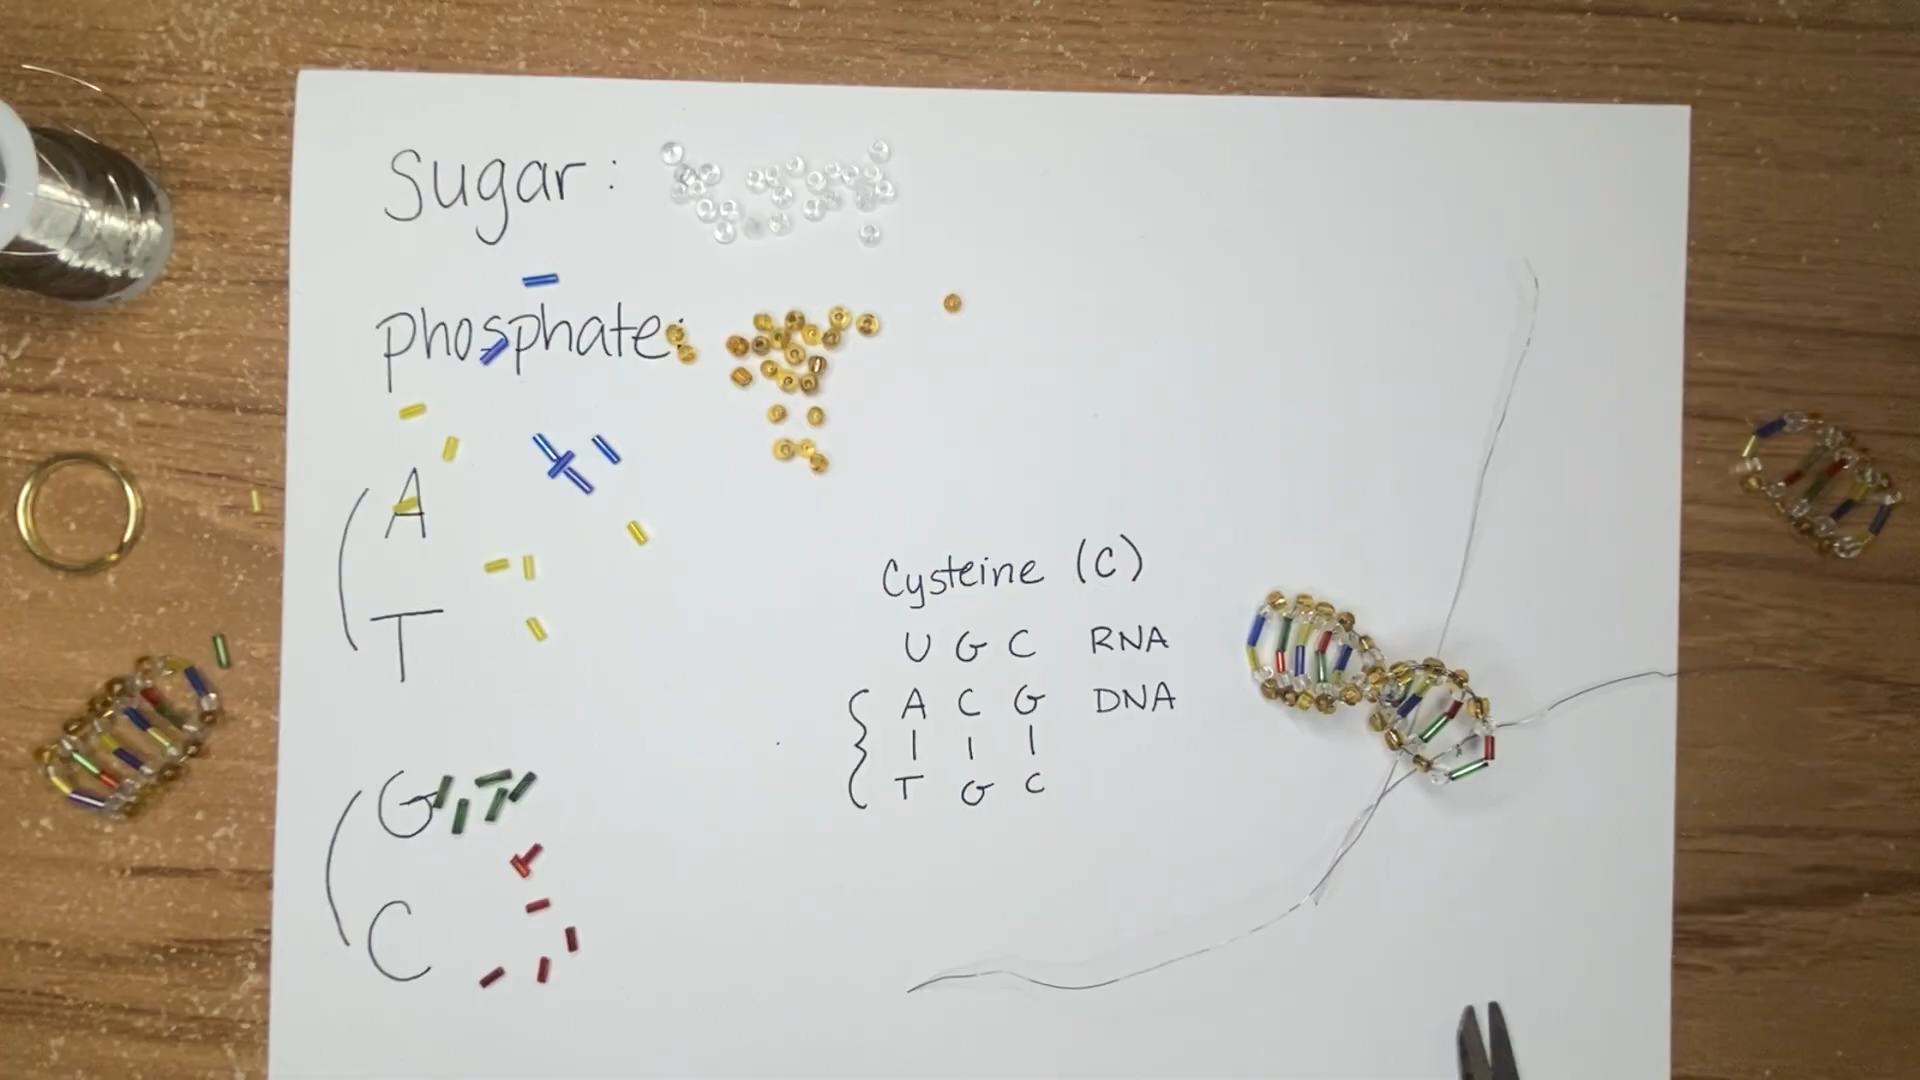 Sugar:
phosphate:
A
T
G
C
Cysteine (C)
U G C RNA
A C G DNA
T G C